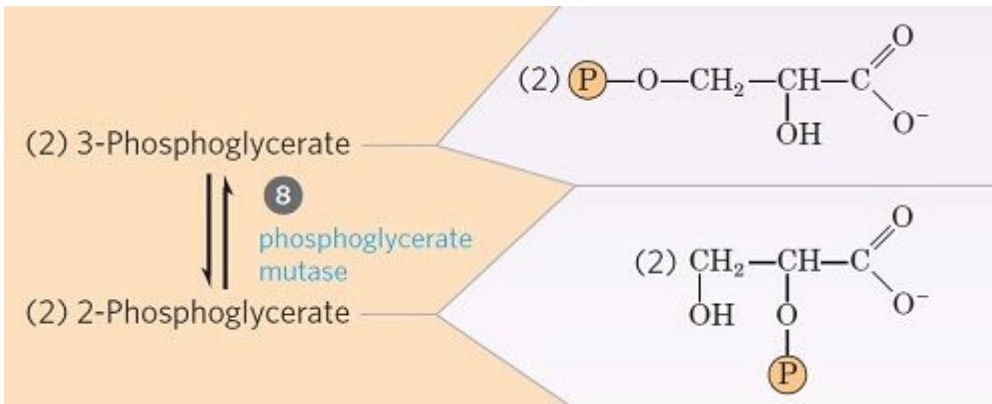 (2) P—O—CH₂—CH—C
O
O⁻
OH
(2) 3-Phosphoglycerate
8
phosphoglycerate
mutase
(2) 2-Phosphoglycerate
(2) CH₂—CH—C
O
O⁻
OH
O
P